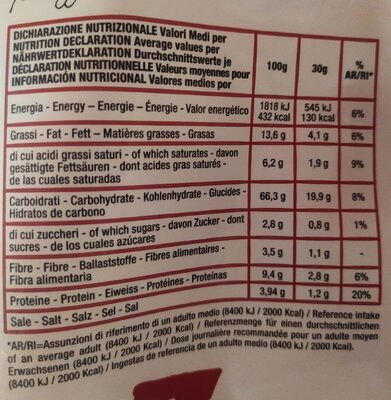 DICHIARAZIONE NUTRIZIONALE Valori Medi per
NUTRITION DECLARATION Average values per
NÄHRWERTDEKLARATION Durchschnittswerte je
DÉCLARATION NUTRITIONNELLE Valeurs moyennes pour
INFORMACIÓN NUTRICIONAL Valores medios por
100g 30g % AR/RI*
Energia - Energy – Energie – Énergie - Valor energético 1818 kJ 545 kJ 6%
432 kcal 130 kcal
Grassi - Fat - Fett – Matières grasses - Grasas 13,6 g 4,1 g 6%
di cui acidi grassi saturi - of which saturates - davon
gesättigte Fettsäuren - dont acides gras saturés - 6,2 g 1,9 g 9%
de las cuales saturadas
Carboidrati - Carbohydrate - Kohlenhydrate - Glucides - 66,3 g 19,9 g 8%
Hidratos de carbono
di cui zuccheri - of which sugars - davon Zucker - dont 2,8 g 0,8 g 1%
sucres - de los cuales azúcares
Fibre - Fibre - Ballaststoffe - Fibres alimentaires - 3,5 g 1,1 g -
Fibra alimentaria
Proteine - Protein - Eiweiss - Protéines - Proteínas 9,4 g 2,8 g 6%
Sale - Salt - Salz - Sel - Sal 3,94 g 1,2 g 20%
*AR/RI=Assunzioni di riferimento di un adulto medio (8400 kJ / 2000 Kcal) / Reference intake
of an average adult (8400 kJ / 2000 Kcal) / Referenzmenge für einen durchschnittlichen
Erwachsenen (8400 kJ / 2000 Kcal) / Dose journalière recommandée pour un adulte moyen
(8400 kJ / 2000 Kcal) / Ingestas de referencia de un adulto medio (8400 kJ / 2000 Kcal).